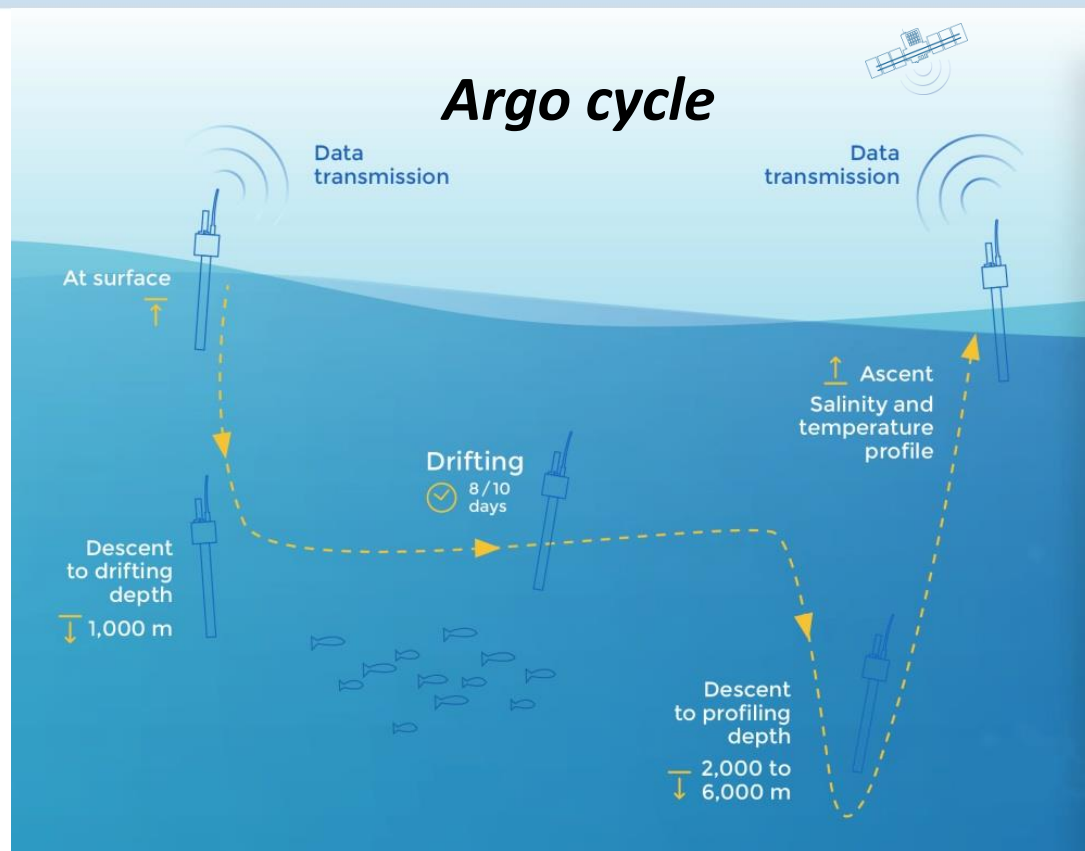 Argo cycle
Data
transmission
Data
transmission
At surface
Ascent
Salinity and
temperature
profile
Drifting
8/10
days
Descent
to drifting
depth
1,000 m
Descent
to profiling
depth
2,000 to
6,000 m